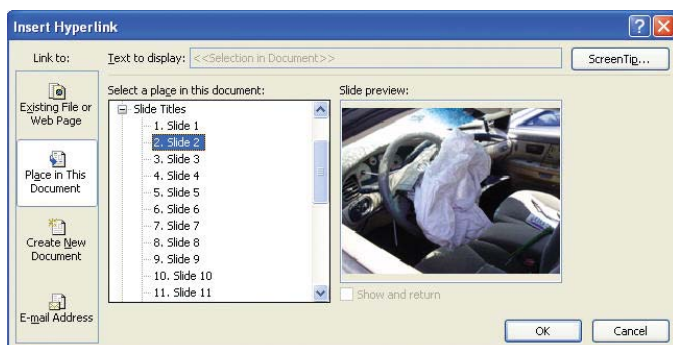 Insert Hyperlink
Link to:
Text to display: <<Selection in Document>>
ScreenTip...
Existing File or
Web Page
Place in This
Document
Create New
Document
E-mail Address
Select a place in this document:
Slide Titles
1. Slide 1
2. Slide 2
3. Slide 3
4. Slide 4
5. Slide 5
6. Slide 6
7. Slide 7
8. Slide 8
9. Slide 9
10. Slide 10
11. Slide 11
Slide preview:
Show and return
OK
Cancel